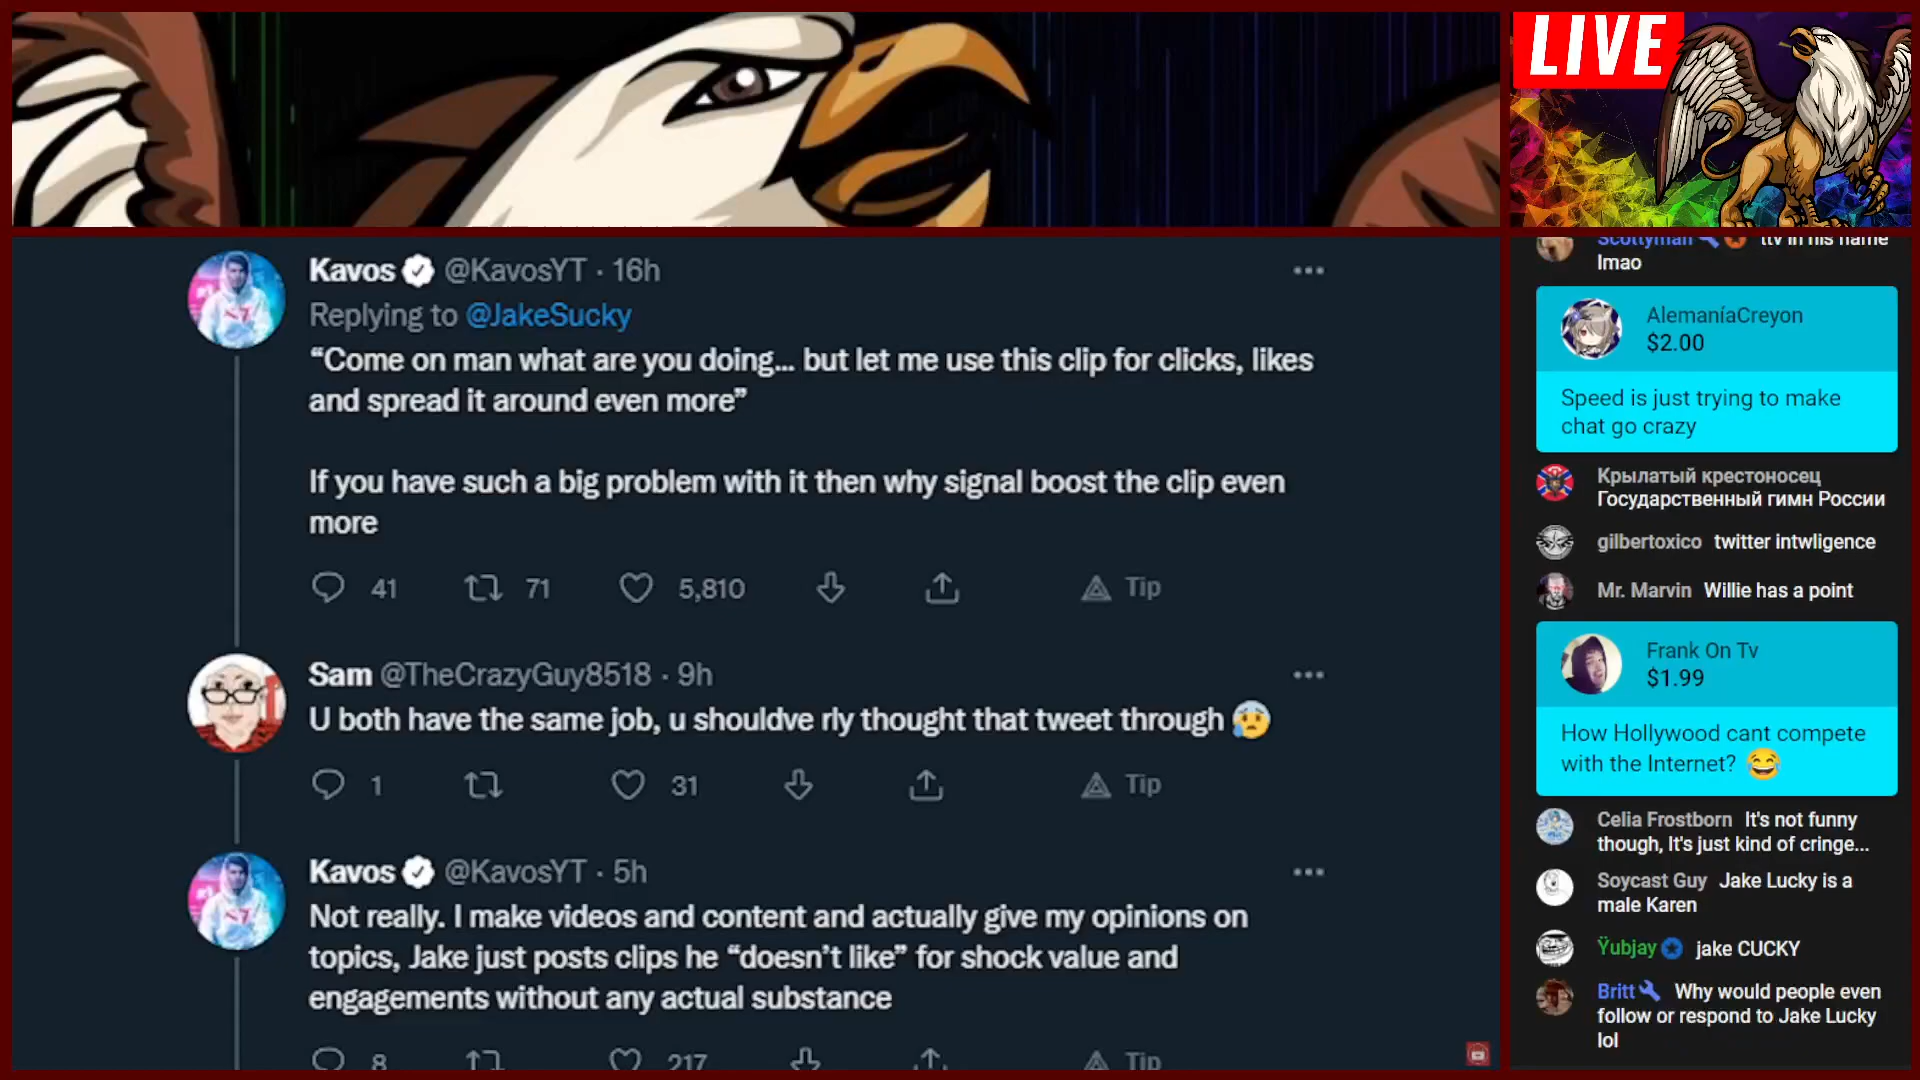 LIVE
Kavos @KavosYT · 16h
Replying to @JakeSucky
“Come on man what are you doing... but let me use this clip for clicks, likes
and spread it around even more”
If you have such a big problem with it then why signal boost the clip even
more
41 71 5,810 Tip
Sam @TheCrazyGuy8518 · 9h
U both have the same job, u shouldve rly thought that tweet through 😰
1 31 Tip
Kavos @KavosYT · 5h
Not really. I make videos and content and actually give my opinions on
topics, Jake just posts clips he “doesn’t like” for shock value and
engagements without any actual substance
8 217 Tip
Scottyman ttv in his name
lmao
AlemaníaCreyon
$2.00
Speed is just trying to make
chat go crazy
Крылатый крестоносец
Государственный гимн России
gilbertoxico twitter intwligence
Mr. Marvin Willie has a point
Frank On Tv
$1.99
How Hollywood cant compete
with the Internet? 😂
Celia Frostborn It's not funny
though, It's just kind of cringe...
Soycast Guy Jake Lucky is a
male Karen
Ÿubjay jake CUCKY
Britt Why would people even
follow or respond to Jake Lucky
lol